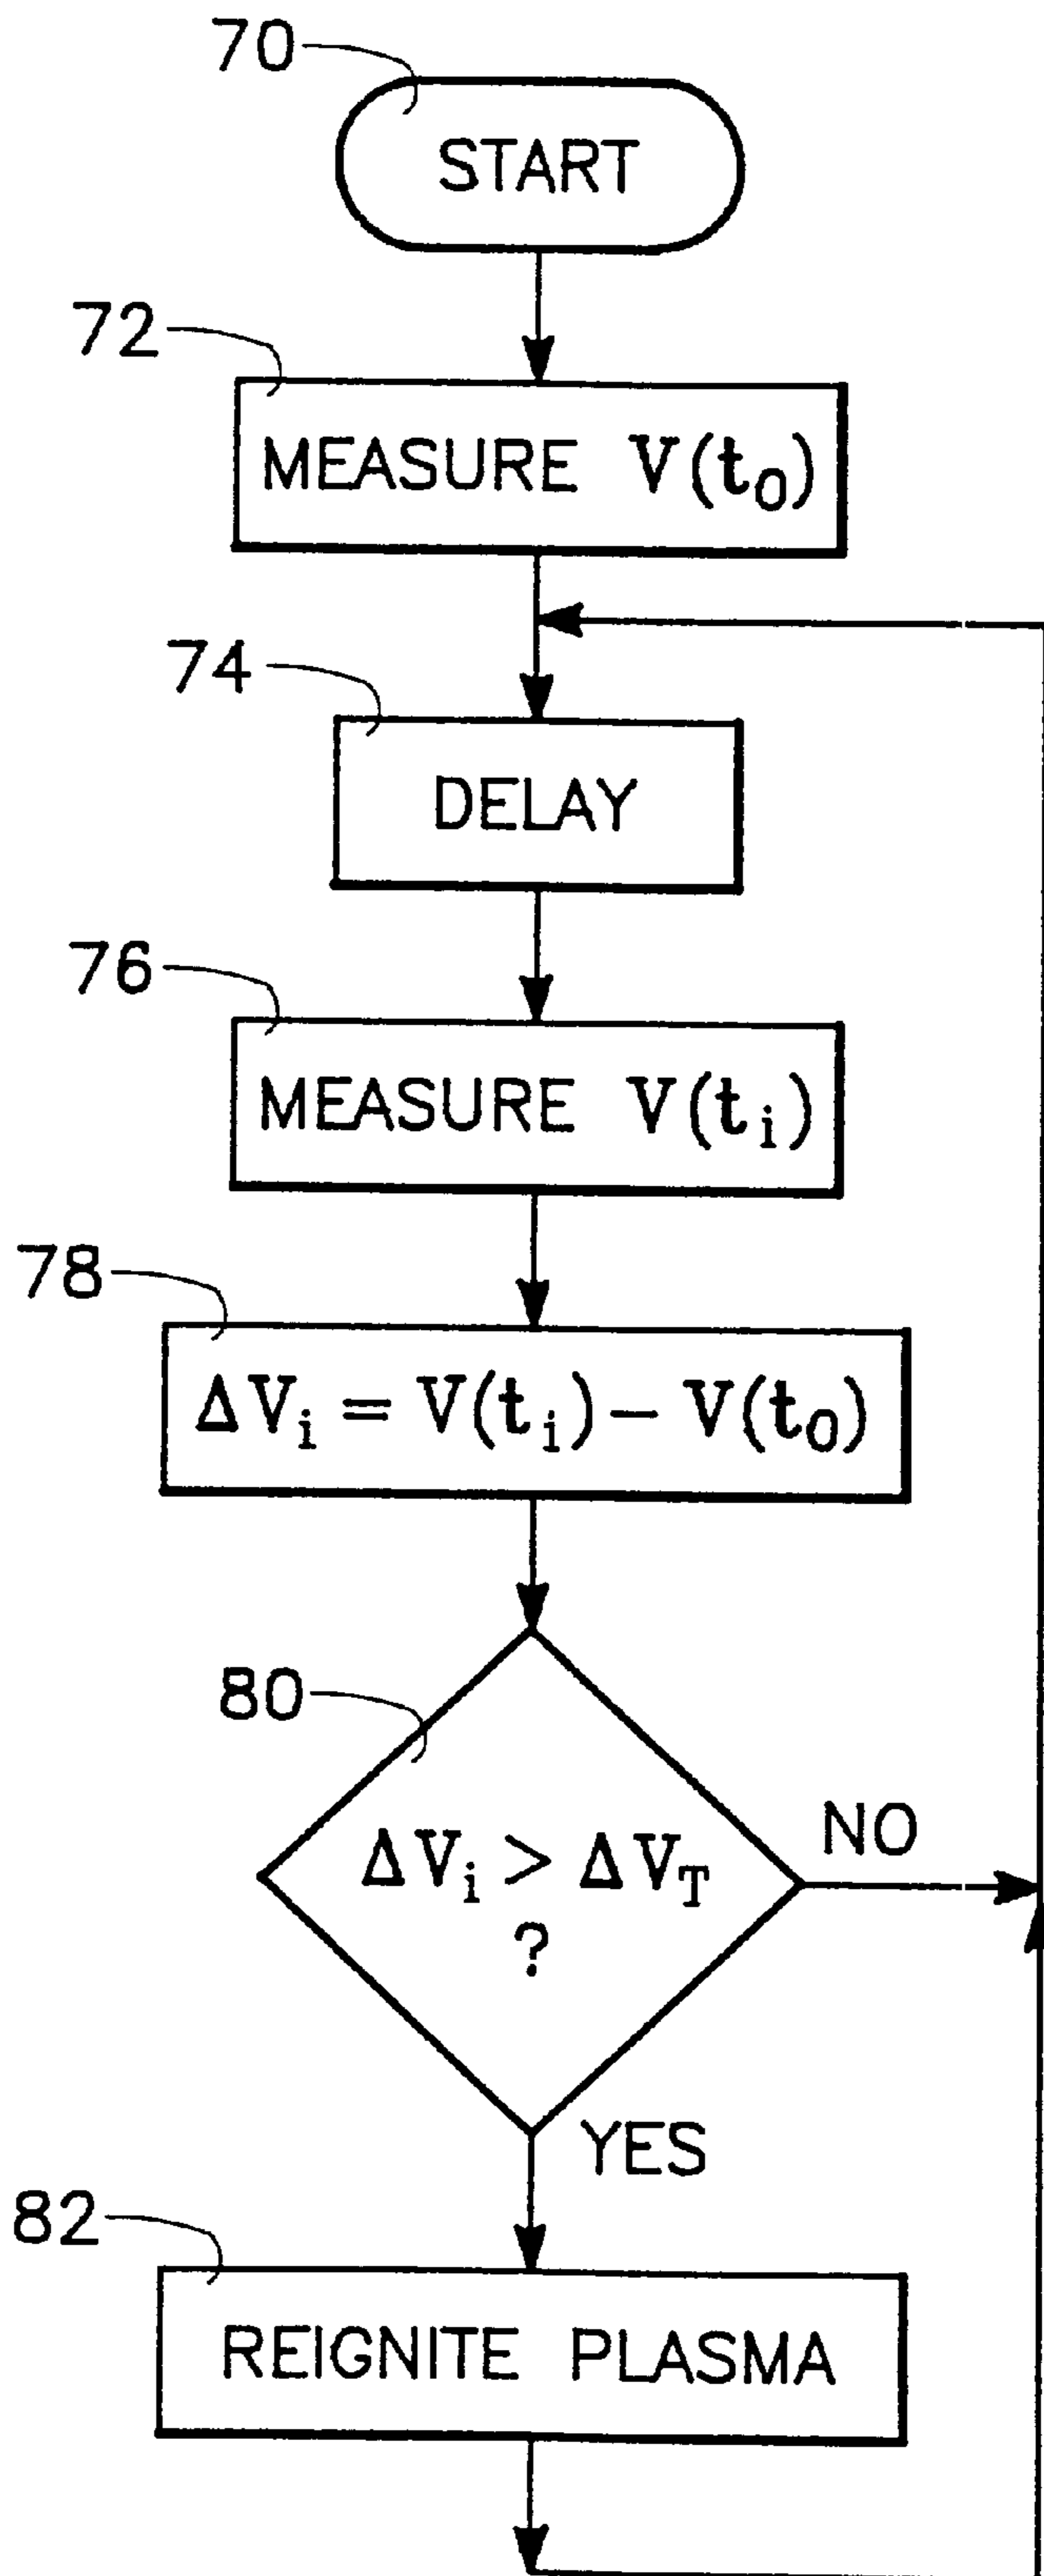 70
START
72
MEASURE V(t₀)
74
DELAY
76
MEASURE V(tᵢ)
78
ΔVᵢ = V(tᵢ) – V(t₀)
80
ΔVᵢ > ΔV_T
?
NO
YES
82
REIGNITE PLASMA